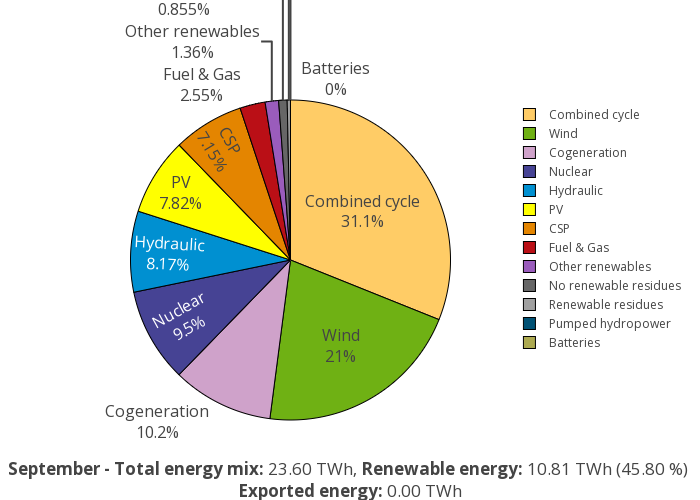 0.855%
Other renewables
1.36%
Fuel & Gas
2.55%
Batteries
0%
CSP
7.15%
PV
7.82%
Hydraulic
8.17%
Nuclear
9.5%
Cogeneration
10.2%
Combined cycle
31.1%
Wind
21%
Combined cycle
Wind
Cogeneration
Nuclear
Hydraulic
PV
CSP
Fuel & Gas
Other renewables
No renewable residues
Renewable residues
Pumped hydropower
Batteries
September - Total energy mix: 23.60 TWh, Renewable energy: 10.81 TWh (45.80 %)
Exported energy: 0.00 TWh